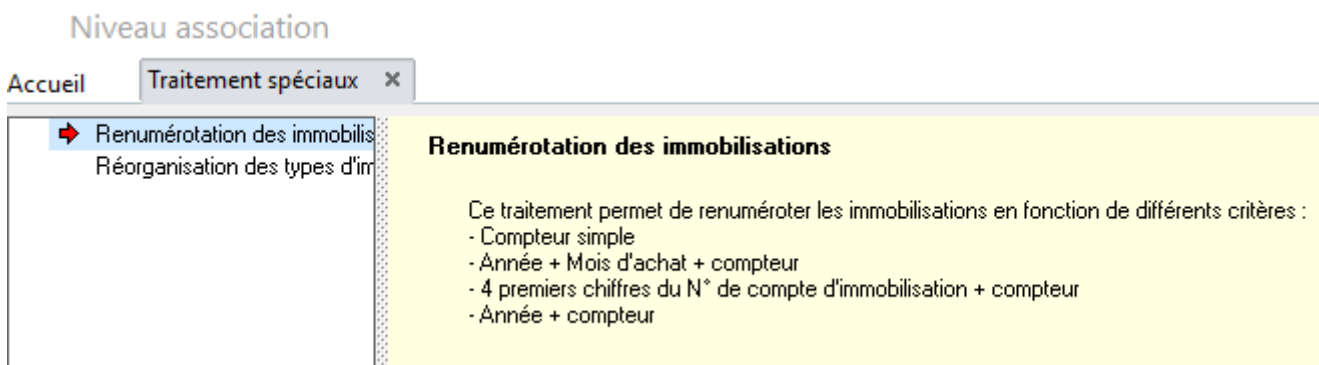 Niveau association
Accueil
Traitement spéciaux ×
Renumérotation des immobilis
Réorganisation des types d'im
Renumérotation des immobilisations
Ce traitement permet de renuméroter les immobilisations en fonction de différents critères :
- Compteur simple
- Année + Mois d'achat + compteur
- 4 premiers chiffres du N° de compte d'immobilisation + compteur
- Année + compteur